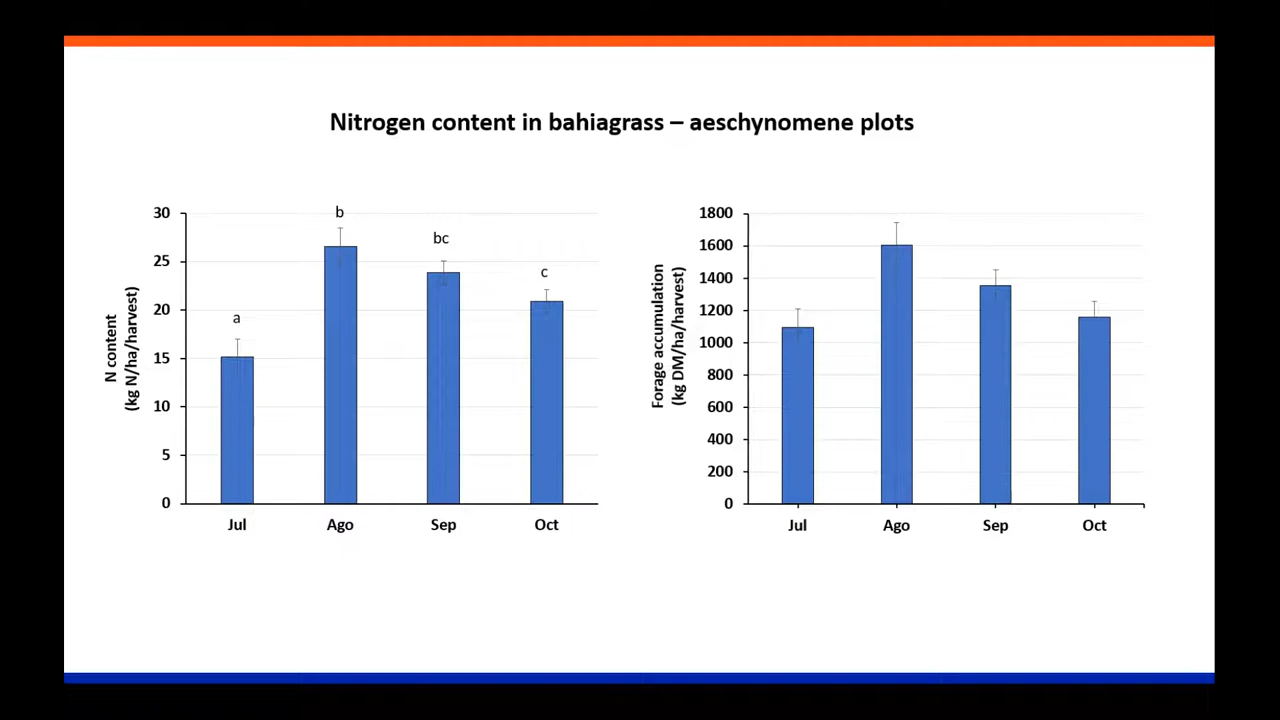 Nitrogen content in bahiagrass – aeschynomene plots
N content
(kg N/ha/harvest)
30
25
20
15
10
5
0
a
b
bc
c
Jul Ago Sep Oct
Forage accumulation
(kg DM/ha/harvest)
1800
1600
1400
1200
1000
800
600
400
200
0
Jul Ago Sep Oct